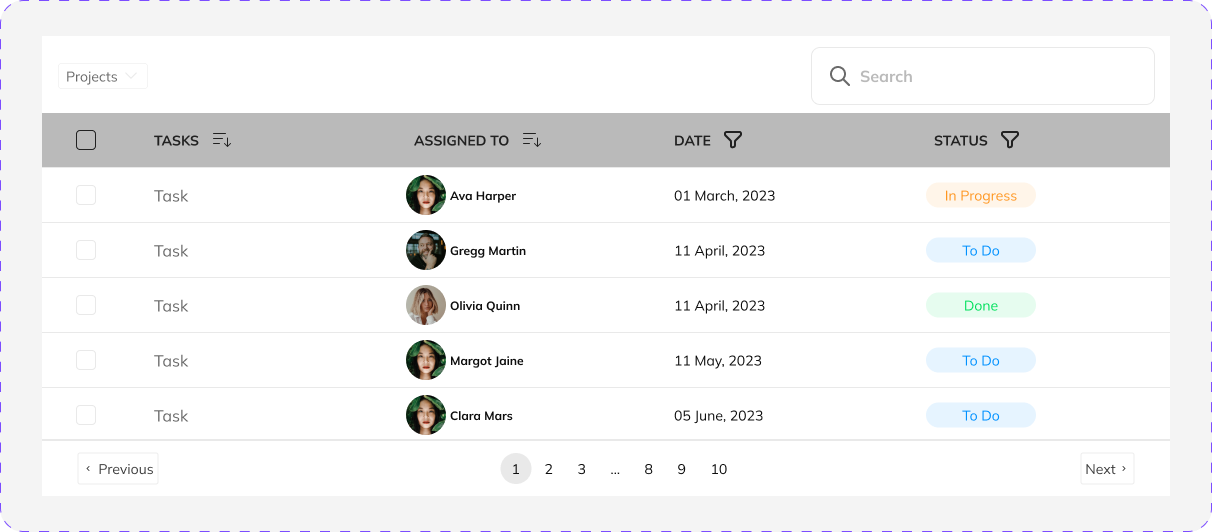 Projects
Search
TASKS ASSIGNED TO DATE STATUS
Task Ava Harper 01 March, 2023 In Progress
Task Gregg Martin 11 April, 2023 To Do
Task Olivia Quinn 11 April, 2023 Done
Task Margot Jaine 11 May, 2023 To Do
Task Clara Mars 05 June, 2023 To Do
‹ Previous 1 2 3 ... 8 9 10 Next ›